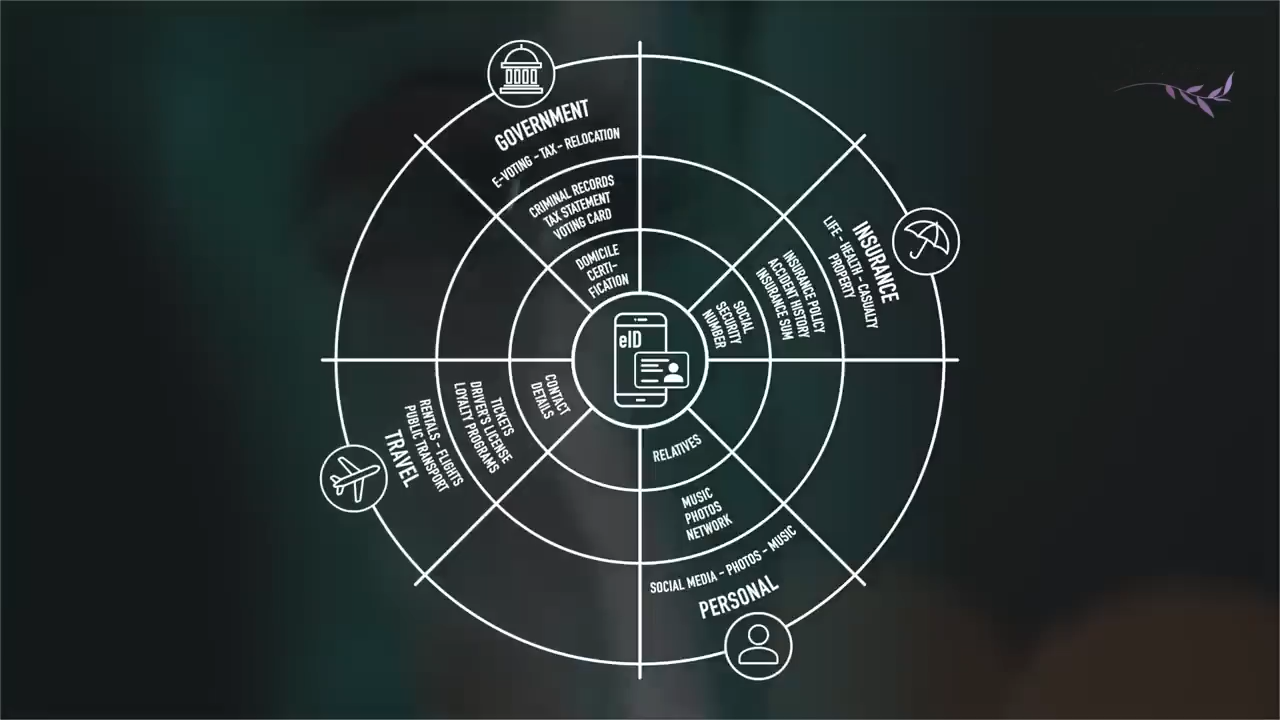 GOVERNMENT
E-VOTING - TAX - RELOCATION
CRIMINAL RECORDS
TAX STATEMENT
VOTING CARD
DOMICILE
CERTI-
FICATION
INSURANCE
LIFE - HEALTH - CASUALTY
PROPERTY
INSURANCE POLICY
ACCIDENT HISTORY
INSURANCE SUM
SOCIAL
SECURITY
NUMBER
eID
CONTACT
DETAILS
TICKETS
DRIVER'S LICENSE
LOYALTY PROGRAMS
RENTALS - FLIGHTS
PUBLIC TRANSPORT
TRAVEL
RELATIVES
MUSIC
PHOTOS
NETWORK
SOCIAL MEDIA - PHOTOS - MUSIC
PERSONAL